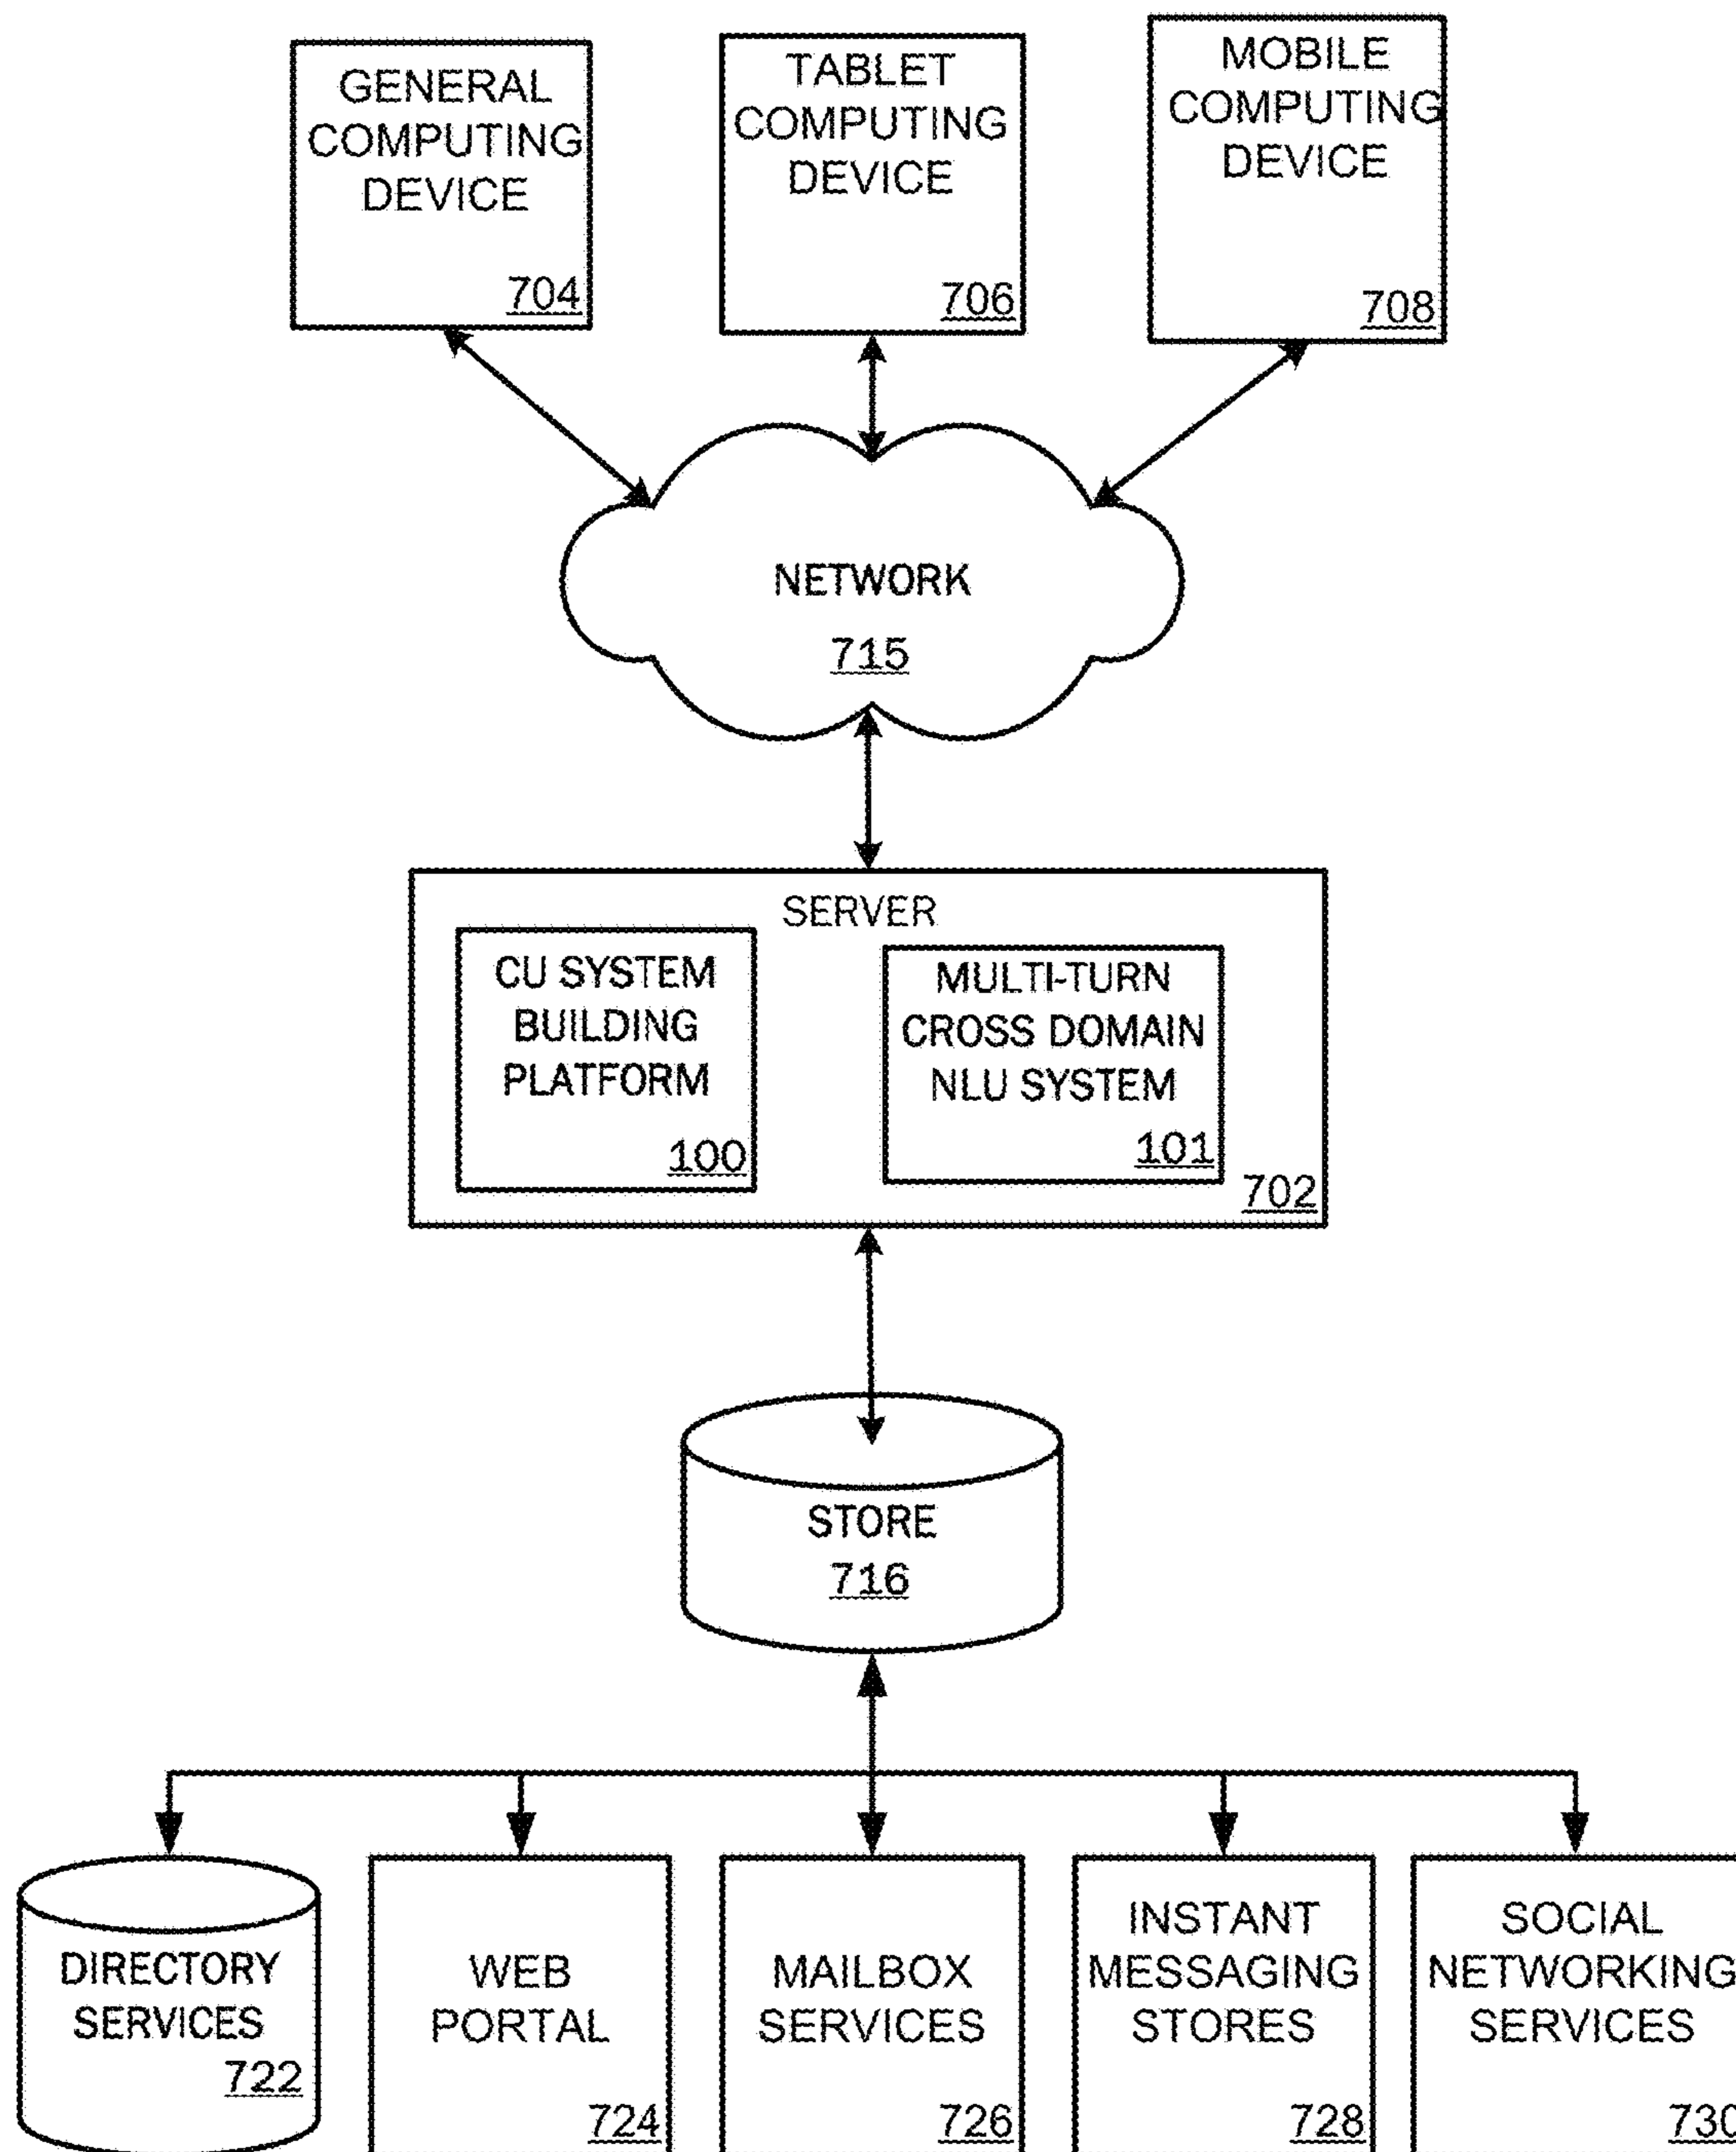 GENERAL
COMPUTING
DEVICE
704
TABLET
COMPUTING
DEVICE
706
MOBILE
COMPUTING
DEVICE
708
NETWORK
715
SERVER
CU SYSTEM
BUILDING
PLATFORM
100
MULTI-TURN
CROSS DOMAIN
NLU SYSTEM
101
702
STORE
716
DIRECTORY
SERVICES
722
WEB
PORTAL
724
MAILBOX
SERVICES
726
INSTANT
MESSAGING
STORES
728
SOCIAL
NETWORKING
SERVICES
730